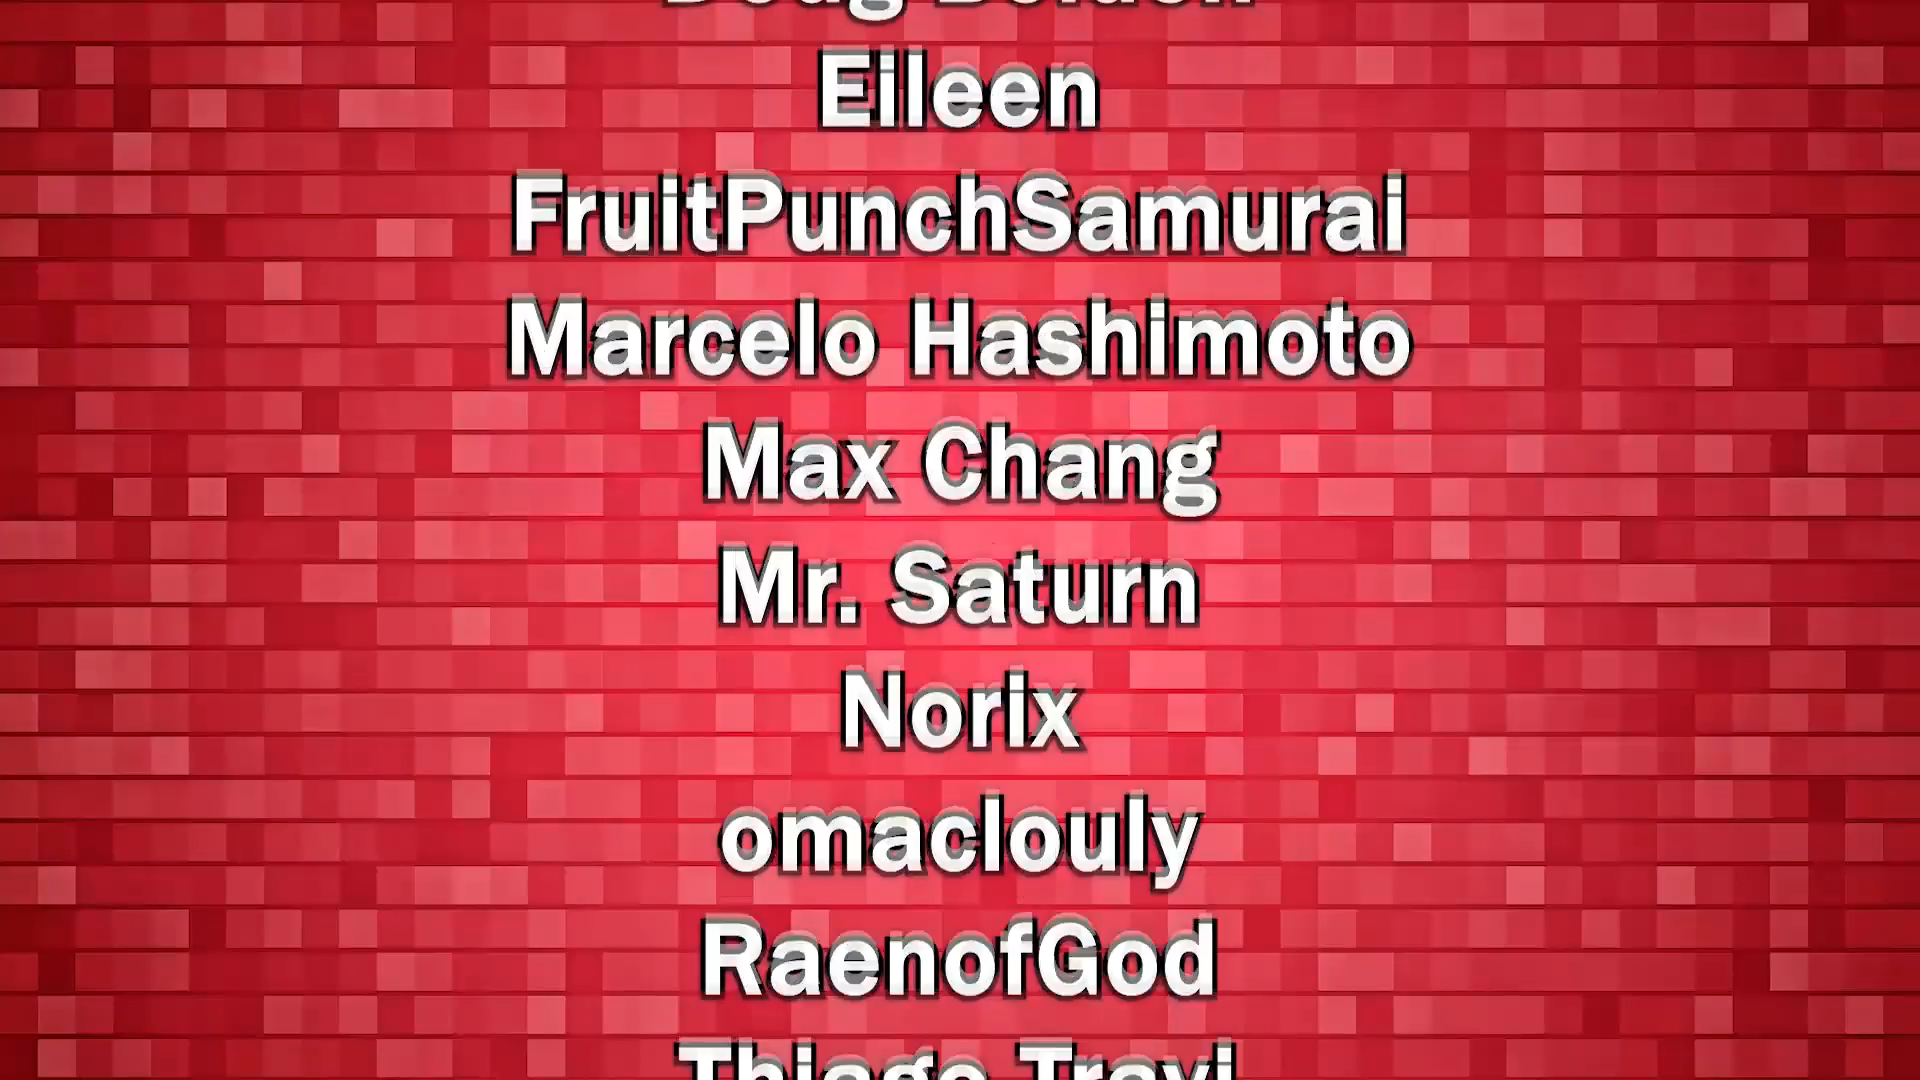 Eileen
FruitPunchSamurai
Marcelo Hashimoto
Max Chang
Mr. Saturn
Norix
omaclouly
RaenofGod